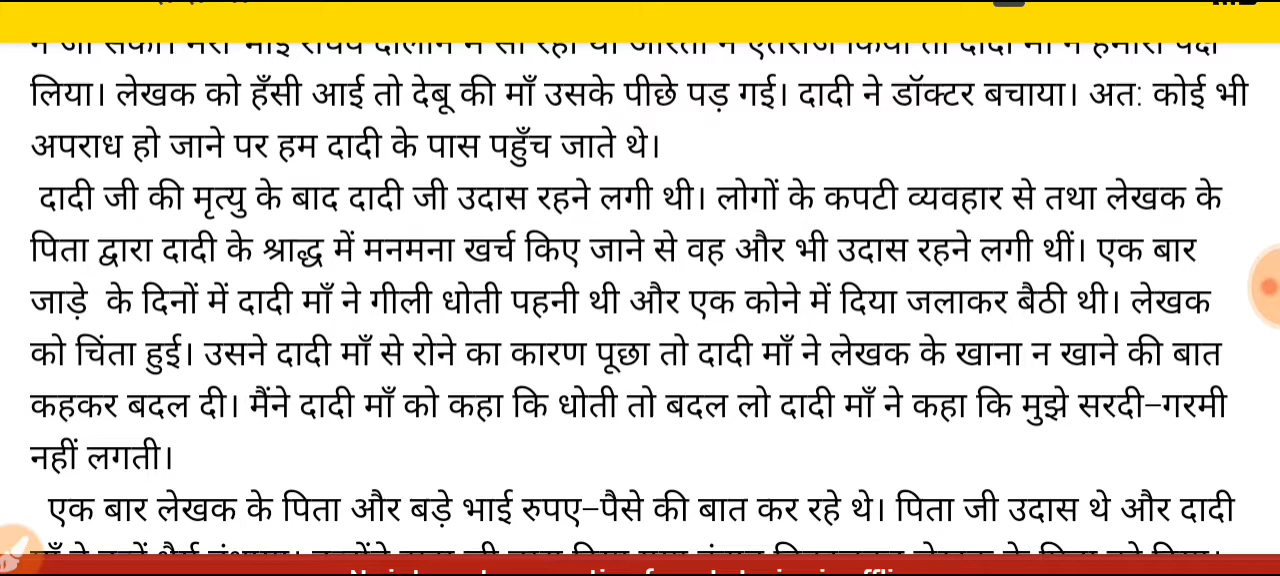 लिया। लेखक को हँसी आई तो देबू की माँ उसके पीछे पड़ गई। दादी ने डॉक्टर बचाया। अत: कोई भी
अपराध हो जाने पर हम दादी के पास पहुँच जाते थे।
दादी जी की मृत्यु के बाद दादी जी उदास रहने लगी थी। लोगों के कपटी व्यवहार से तथा लेखक के
पिता द्वारा दादी के श्राद्ध में मनमना खर्च किए जाने से वह और भी उदास रहने लगी थीं। एक बार
जाड़े के दिनों में दादी माँ ने गीली धोती पहनी थी और एक कोने में दिया जलाकर बैठी थी। लेखक
को चिंता हुई। उसने दादी माँ से रोने का कारण पूछा तो दादी माँ ने लेखक के खाना न खाने की बात
कहकर बदल दी। मैंने दादी माँ को कहा कि धोती तो बदल लो दादी माँ ने कहा कि मुझे सरदी-गरमी
नहीं लगती।
एक बार लेखक के पिता और बड़े भाई रुपए-पैसे की बात कर रहे थे। पिता जी उदास थे और दादी